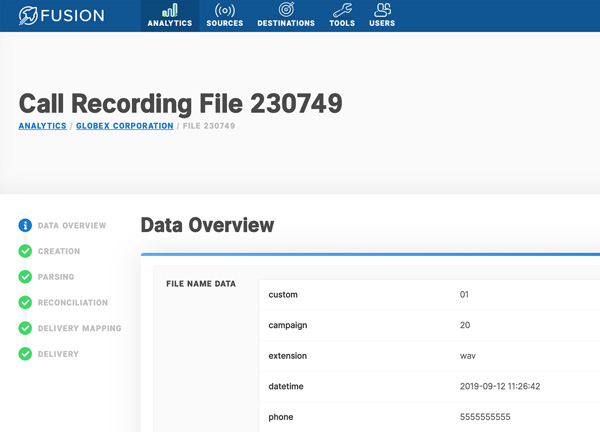 FUSION
ANALYTICS SOURCES DESTINATIONS TOOLS USERS
Call Recording File 230749
ANALYTICS / GLOBEX CORPORATION / FILE 230749
DATA OVERVIEW
CREATION
PARSING
RECONCILIATION
DELIVERY MAPPING
DELIVERY
Data Overview
FILE NAME DATA
custom 01
campaign 20
extension wav
datetime 2019-09-12 11:26:42
phone 5555555555